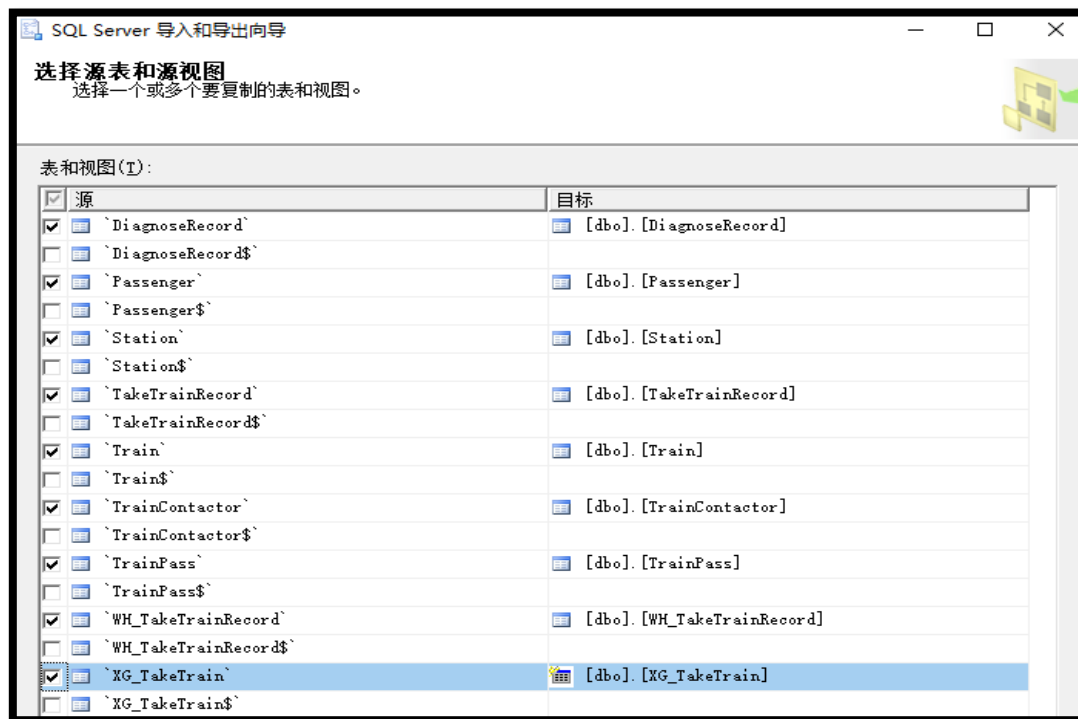 SQL Server 导入和导出向导
选择源表和源视图
选择一个或多个要复制的表和视图。
表和视图(T):
源 目标
`DiagnoseRecord` [dbo].[DiagnoseRecord]
`DiagnoseRecord$`
`Passenger` [dbo].[Passenger]
`Passenger$`
`Station` [dbo].[Station]
`Station$`
`TakeTrainRecord` [dbo].[TakeTrainRecord]
`TakeTrainRecord$`
`Train` [dbo].[Train]
`Train$`
`TrainContactor` [dbo].[TrainContactor]
`TrainContactor$`
`TrainPass` [dbo].[TrainPass]
`TrainPass$`
`WH_TakeTrainRecord` [dbo].[WH_TakeTrainRecord]
`WH_TakeTrainRecord$`
`XG_TakeTrain` [dbo].[XG_TakeTrain]
`XG_TakeTrain$`